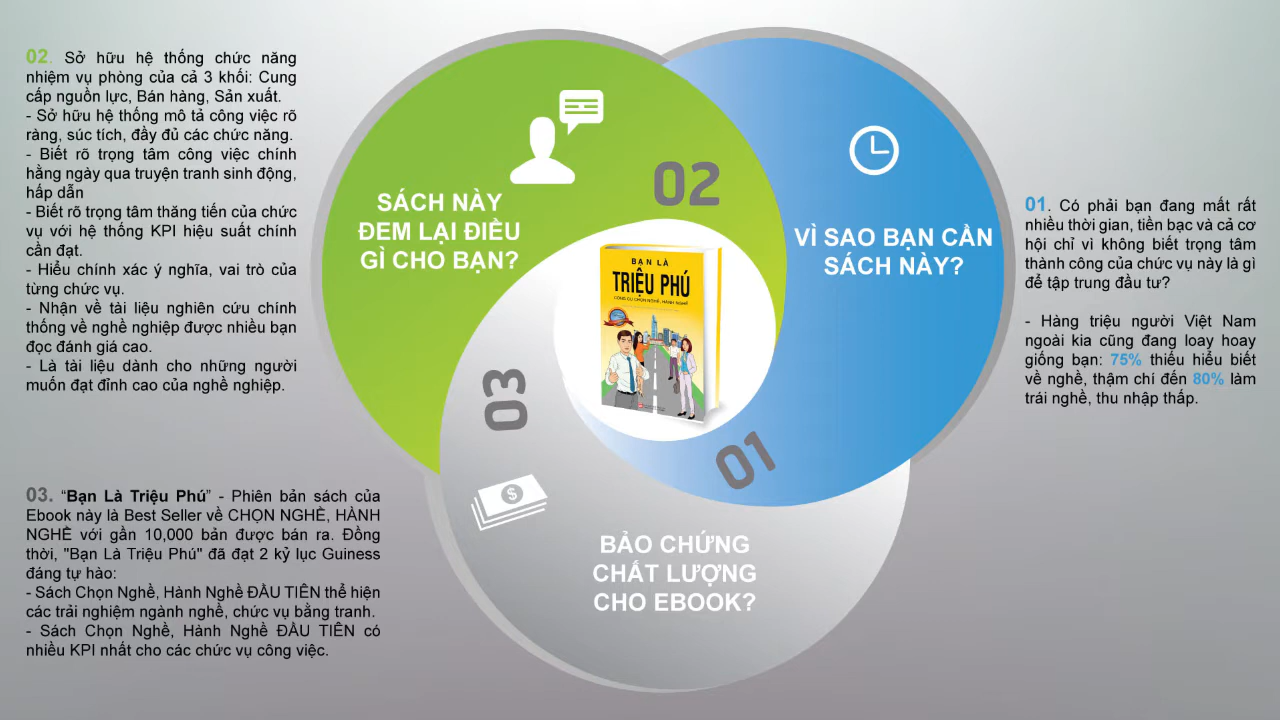 02. Sở hữu hệ thống chức năng
nhiệm vụ phòng của cả 3 khối: Cung
cấp nguồn lực, Bán hàng, Sản xuất.
- Sở hữu hệ thống mô tả công việc rõ
ràng, súc tích, đầy đủ các chức năng.
- Biết rõ trọng tâm công việc chính
hằng ngày qua truyện tranh sinh động,
hấp dẫn
- Biết rõ trọng tâm thăng tiến của chức
vụ với hệ thống KPI hiệu suất chính
cần đạt.
- Hiểu chính xác ý nghĩa, vai trò của
từng chức vụ.
- Nhận về tài liệu nghiên cứu chính
thống về nghề nghiệp được nhiều bạn
đọc đánh giá cao.
- Là tài liệu dành cho những người
muốn đạt đỉnh cao của nghề nghiệp.
03. “Bạn Là Triệu Phú” - Phiên bản sách của
Ebook này là Best Seller về CHỌN NGHỀ, HÀNH
NGHỀ với gần 10,000 bản được bán ra. Đồng
thời, "Bạn Là Triệu Phú" đã đạt 2 kỷ lục Guiness
đáng tự hào:
- Sách Chọn Nghề, Hành Nghề ĐẦU TIÊN thể hiện
các trải nghiệm ngành nghề, chức vụ bằng tranh.
- Sách Chọn Nghề, Hành Nghề ĐẦU TIÊN có
nhiều KPI nhất cho các chức vụ công việc.
02
SÁCH NÀY
ĐEM LẠI ĐIỀU
GÌ CHO BẠN?
VÌ SAO BẠN CẦN
SÁCH NÀY?
BẠN LÀ
TRIỆU PHÚ
CÔNG CỤ CHỌN NGHỀ, HÀNH NGHỀ
03
01
$
BẢO CHỨNG
CHẤT LƯỢNG
CHO EBOOK?
01. Có phải bạn đang mất rất
nhiều thời gian, tiền bạc và cả cơ
hội chỉ vì không biết trọng tâm
thành công của chức vụ này là gì
để tập trung đầu tư?
- Hàng triệu người Việt Nam
ngoài kia cũng đang loay hoay
giống bạn: 75% thiếu hiểu biết
về nghề, thậm chí đến 80% làm
trái nghề, thu nhập thấp.